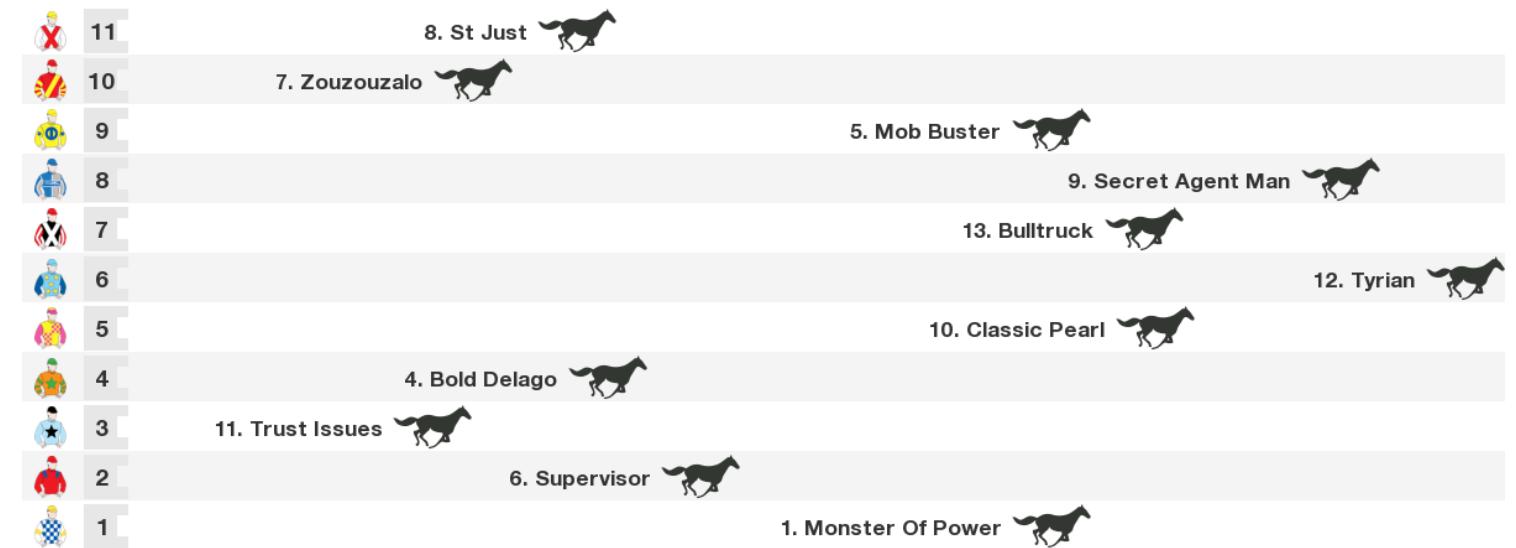 11 8. St Just
10 7. Zouzouzalo
9 5. Mob Buster
8 9. Secret Agent Man
7 13. Bulltruck
6 12. Tyrian
5 10. Classic Pearl
4 4. Bold Delago
3 11. Trust Issues
2 6. Supervisor
1 1. Monster Of Power